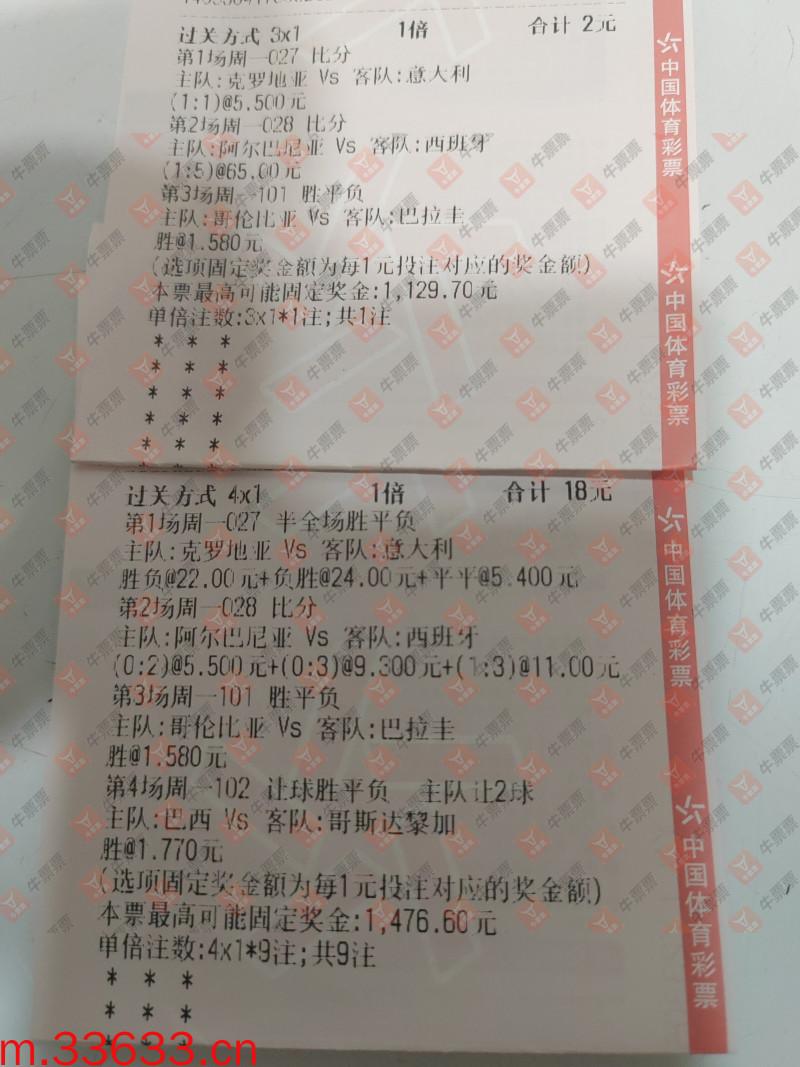 过关方式 3x1 1倍 合计 2元
第1场周一027 比分
主队:克罗地亚 Vs 客队:意大利
(1:1)@5.500元
第2场周一028 比分
主队:阿尔巴尼亚 Vs 客队:西班牙
(1:5)@65.00元
第3场周一101 胜平负
主队:哥伦比亚 Vs 客队:巴拉圭
胜@1.580元
(选项固定奖金额为每1元投注对应的奖金额)
本票最高可能固定奖金:1,129.70元
单倍注数:3x1*1注;共1注
* * *
* * *
* * *
* * *
* * *
中国体育彩票
中国体育彩票
过关方式 4x1 1倍 合计 18元
第1场周一027 半全场胜平负
主队:克罗地亚 Vs 客队:意大利
胜负@22.00元+负胜@24.00元+平平@5.400元
第2场周一028 比分
主队:阿尔巴尼亚 Vs 客队:西班牙
(0:2)@5.500元+(0:3)@9.300元+(1:3)@11.00元
第3场周一101 胜平负
主队:哥伦比亚 Vs 客队:巴拉圭
胜@1.580元
第4场周一102 让球胜平负 主队让2球
主队:巴西 Vs 客队:哥斯达黎加
胜@1.770元
(选项固定奖金额为每1元投注对应的奖金额)
本票最高可能固定奖金:1,476.60元
单倍注数:4x1*9注;共9注
* * *
* * *
* * *
中国体育彩票
中国体育彩票
牛票票
m.33633.cn